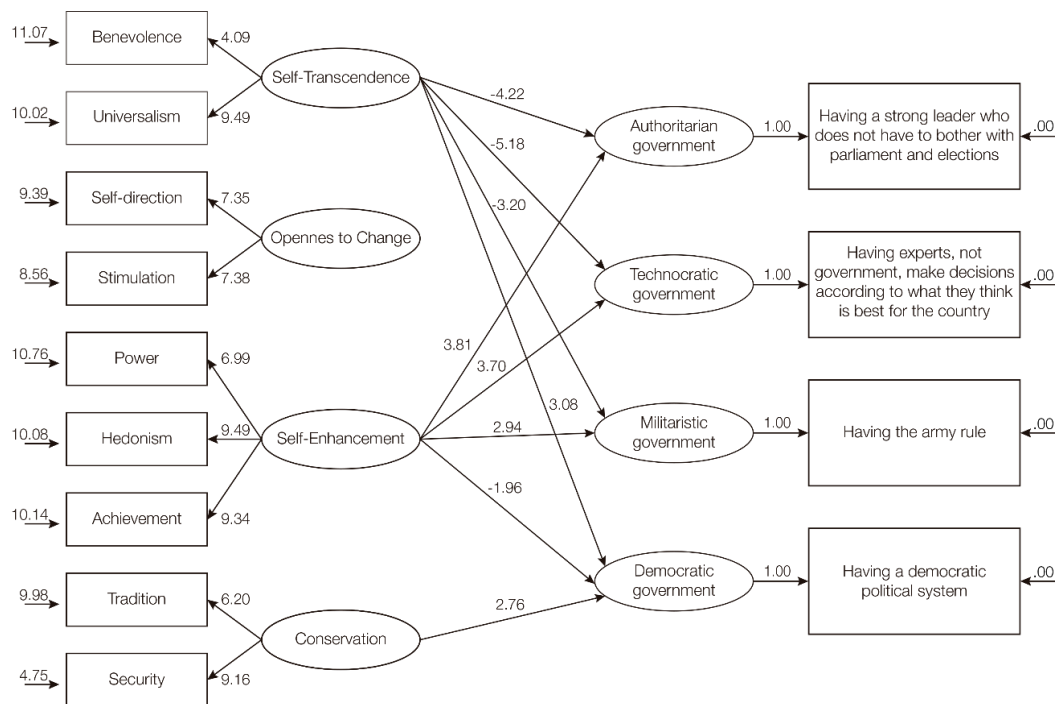 11.07
Benevolence
4.09
Self-Transcendence
10.02
Universalism
9.49
-4.22
-5.18
-3.20
Authoritarian
government
1.00
Having a strong leader who
does not have to bother with
parliament and elections
.00
9.39
Self-direction
7.35
Opennes to Change
8.56
Stimulation
7.38
Technocratic
government
1.00
Having experts, not
government, make decisions
according to what they think
is best for the country
.00
10.76
Power
6.99
3.81
3.70
3.08
10.08
Hedonism
9.49
Self-Enhancement
2.94
-1.96
Militaristic
government
1.00
Having the army rule
.00
10.14
Achievement
9.34
9.98
Tradition
6.20
Conservation
2.76
4.75
Security
9.16
Democratic
government
1.00
Having a democratic
political system
.00